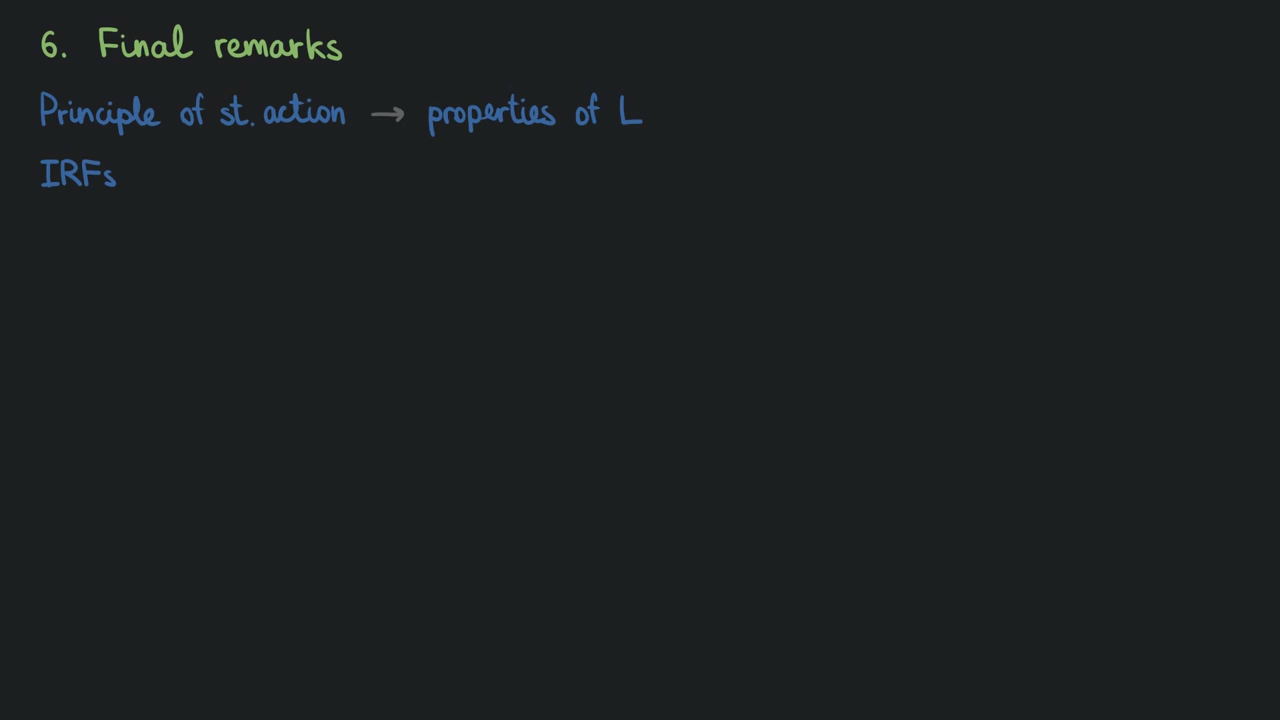 6. Final remarks
Principle of st. action → properties of L
IRFs